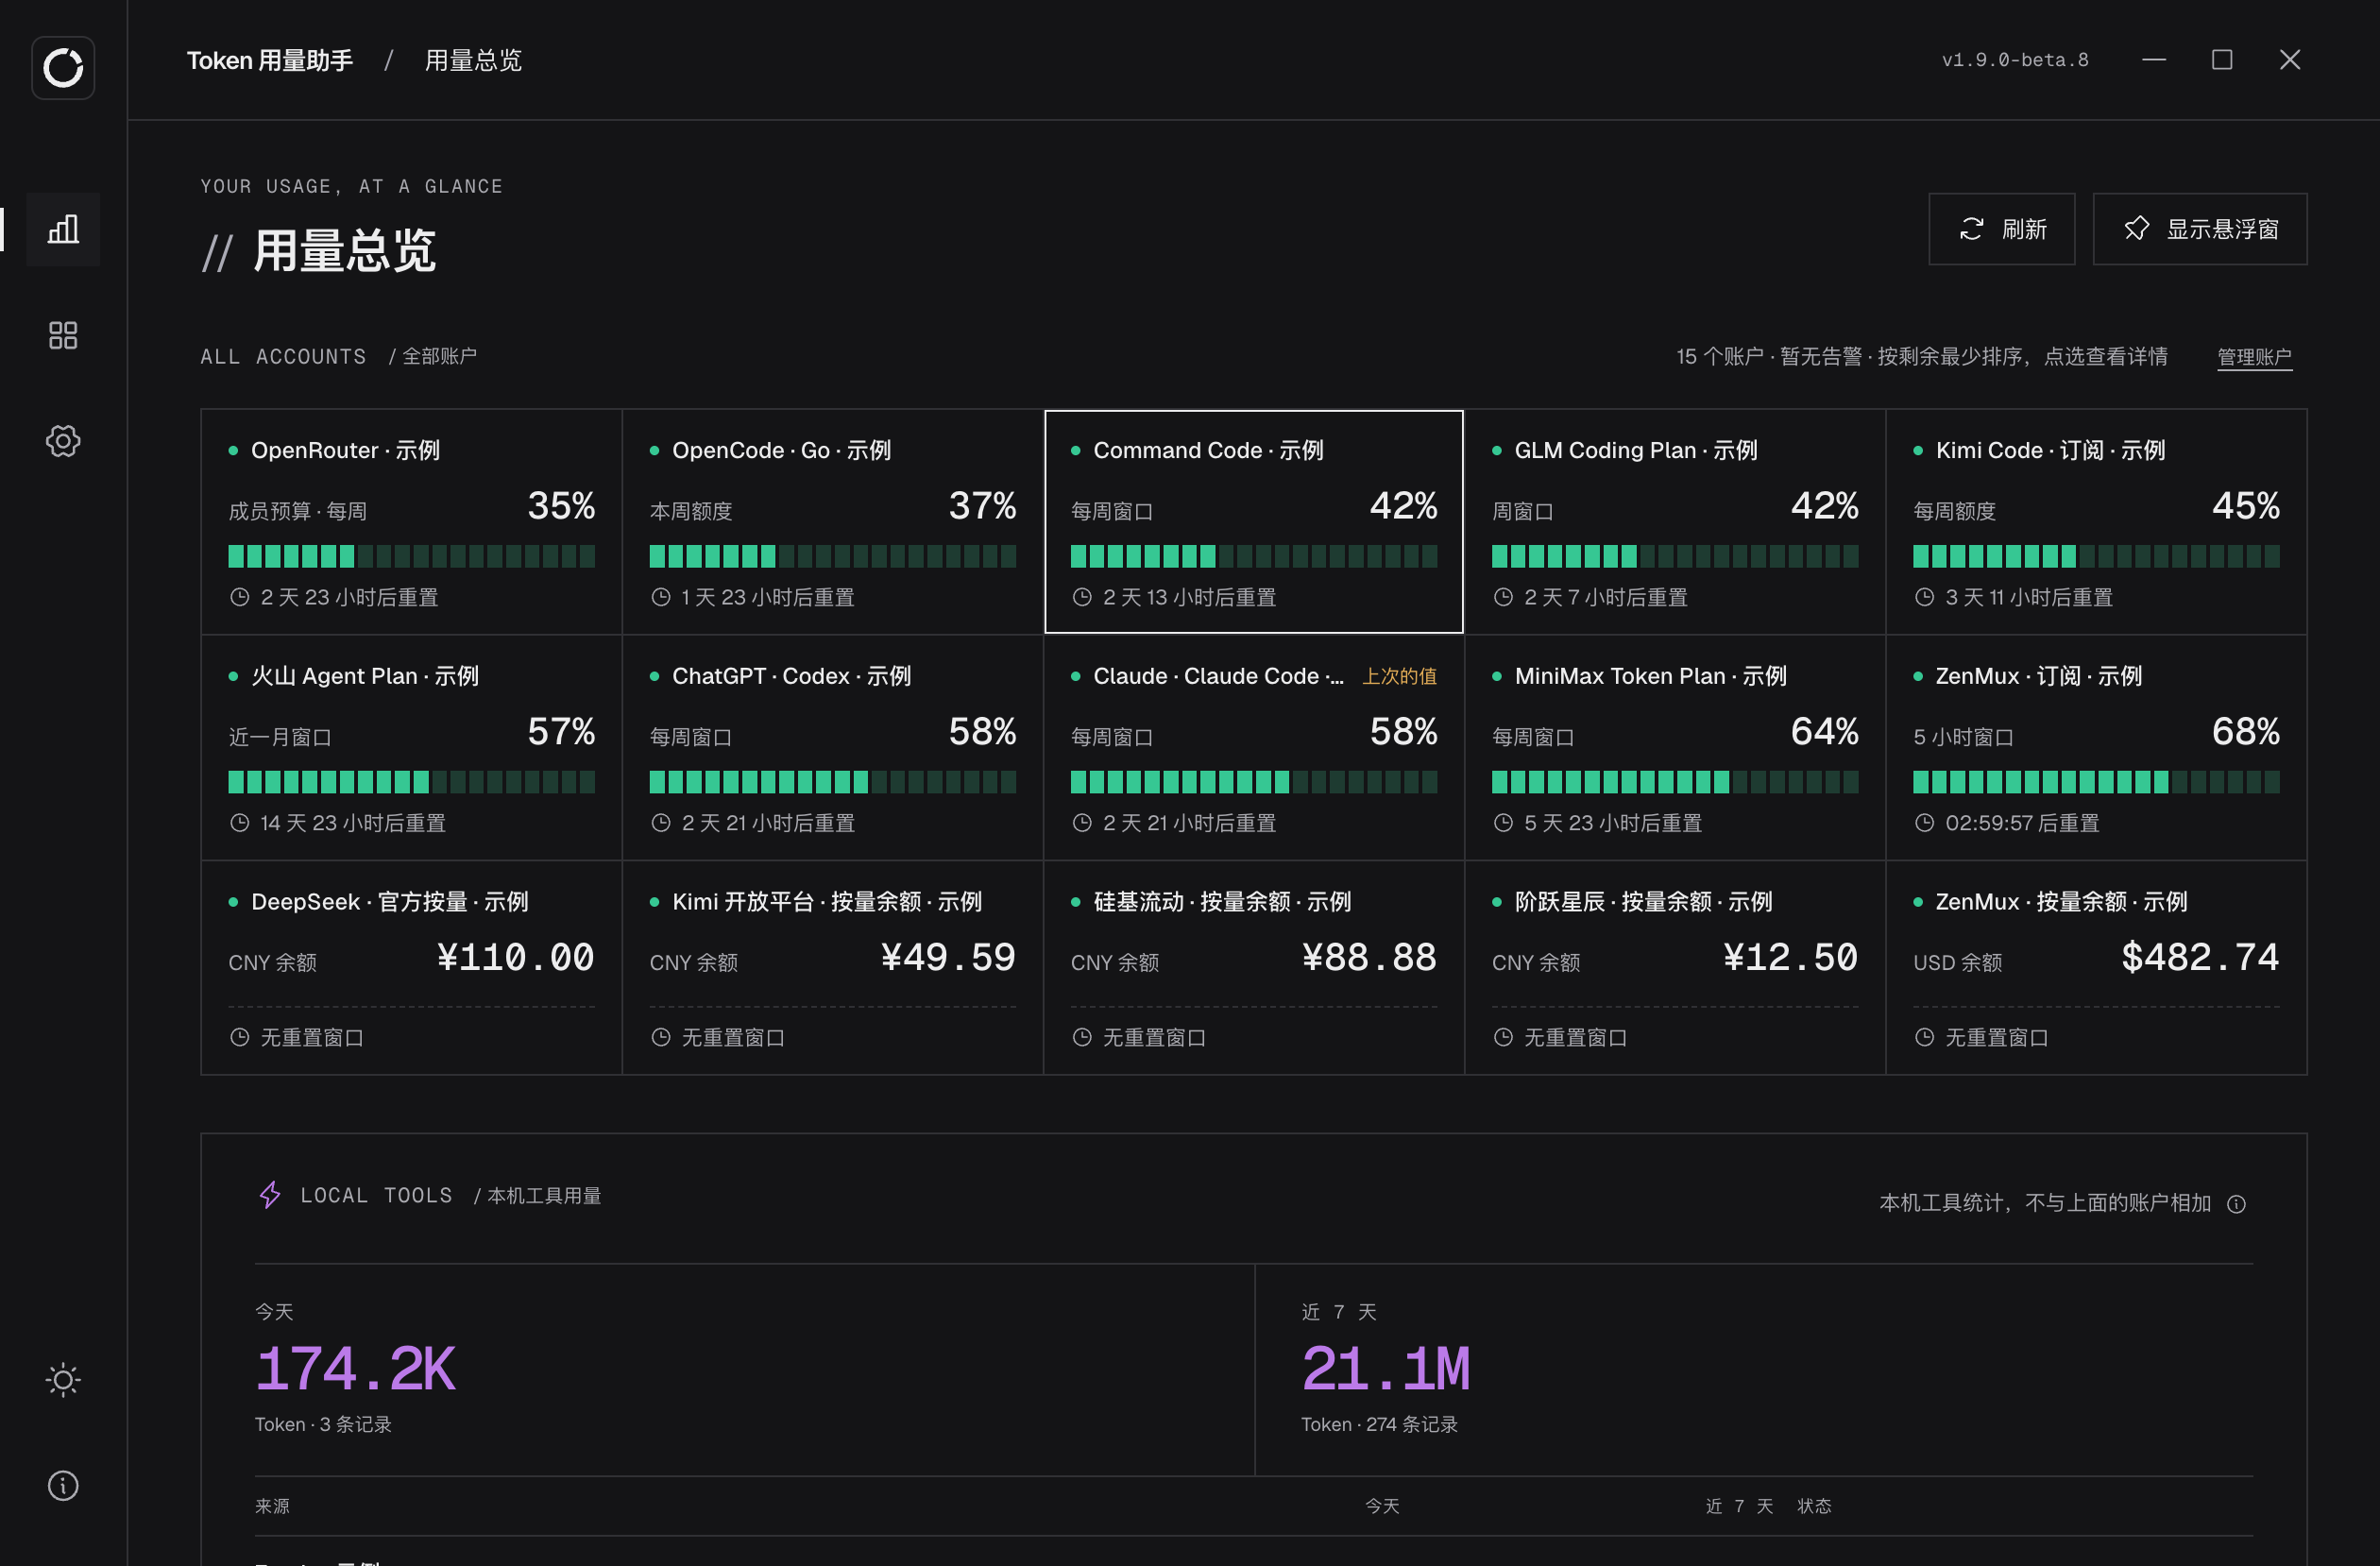 Token 用量助手 / 用量总览
v1.9.0-beta.8
YOUR USAGE, AT A GLANCE
// 用量总览
刷新
显示悬浮窗
ALL ACCOUNTS / 全部账户
15 个账户 · 暂无告警 · 按剩余最少排序，点选查看详情
管理账户
OpenRouter · 示例
成员预算 · 每周 35%
2 天 23 小时后重置
OpenCode · Go · 示例
本周额度 37%
1 天 23 小时后重置
Command Code · 示例
每周窗口 42%
2 天 13 小时后重置
GLM Coding Plan · 示例
周窗口 42%
2 天 7 小时后重置
Kimi Code · 订阅 · 示例
每周额度 45%
3 天 11 小时后重置
火山 Agent Plan · 示例
近一月窗口 57%
14 天 23 小时后重置
ChatGPT · Codex · 示例
每周窗口 58%
2 天 21 小时后重置
Claude · Claude Code ·... 上次的值
每周窗口 58%
2 天 21 小时后重置
MiniMax Token Plan · 示例
每周窗口 64%
5 天 23 小时后重置
ZenMux · 订阅 · 示例
5 小时窗口 68%
02:59:57 后重置
DeepSeek · 官方按量 · 示例
CNY 余额 ¥110.00
无重置窗口
Kimi 开放平台 · 按量余额 · 示例
CNY 余额 ¥49.59
无重置窗口
硅基流动 · 按量余额 · 示例
CNY 余额 ¥88.88
无重置窗口
阶跃星辰 · 按量余额 · 示例
CNY 余额 ¥12.50
无重置窗口
ZenMux · 按量余额 · 示例
USD 余额 $482.74
无重置窗口
LOCAL TOOLS / 本机工具用量
本机工具统计，不与上面的账户相加
今天
174.2K
Token · 3 条记录
近 7 天
21.1M
Token · 274 条记录
来源 今天 近 7 天 状态